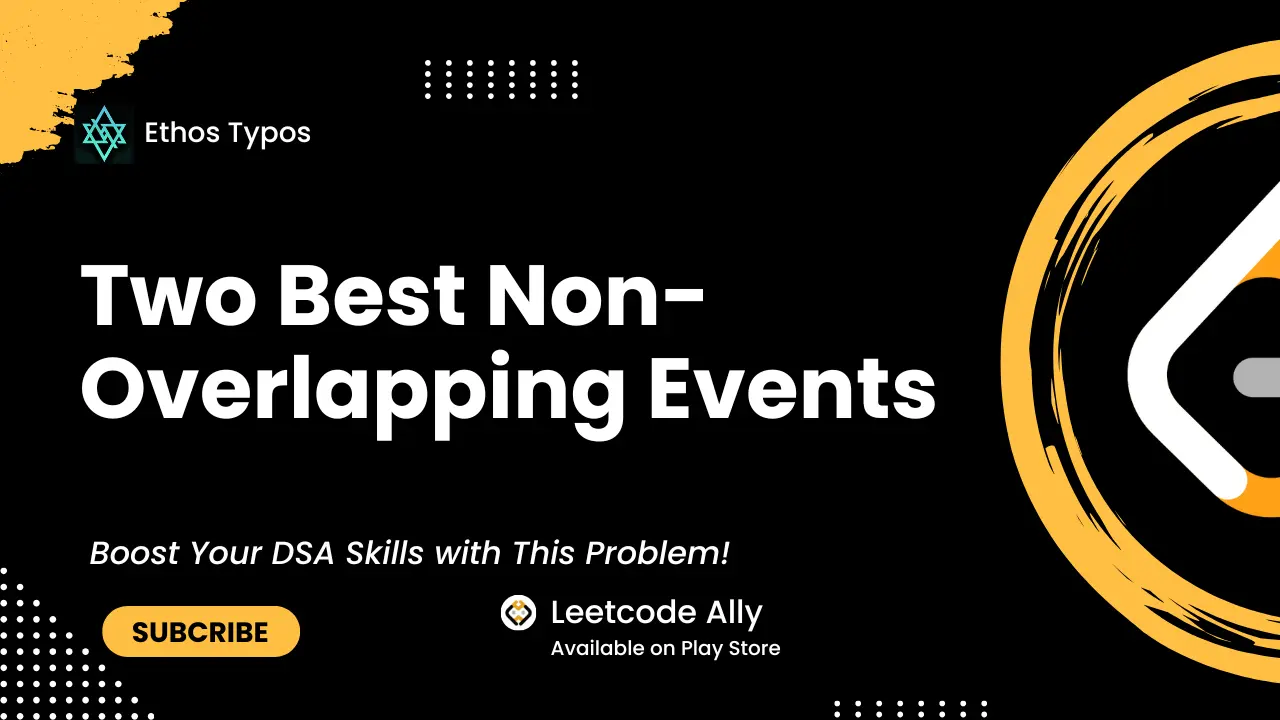 Ethos Typos
Two Best Non-
Overlapping Events
Boost Your DSA Skills with This Problem!
SUBCRIBE
Leetcode Ally
Available on Play Store